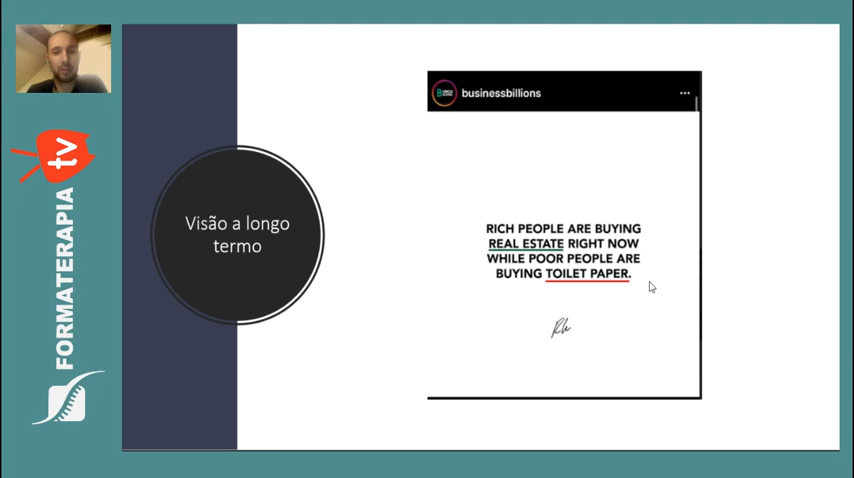 tv
FORMATERAPIA
Visão a longo
termo
businessbillions
RICH PEOPLE ARE BUYING
REAL ESTATE RIGHT NOW
WHILE POOR PEOPLE ARE
BUYING TOILET PAPER.